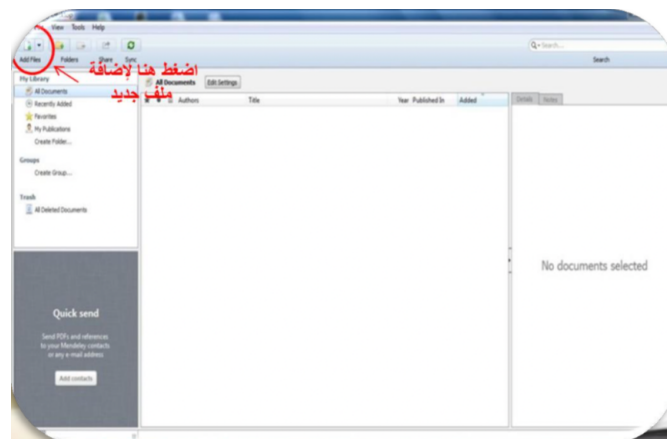 View Tools Help
Add Files Folders Share Sync
Search...
Search
اضغط هنا لإضافة
ملف جديد
My Library
All Documents
Recently Added
Favorites
My Publications
Create Folder...
Groups
Create Group...
Trash
All Deleted Documents
All Documents Edit Settings
Authors Title Year Published In Added
Details Notes
No documents selected
Quick send
Send PDFs and references
to your Mendeley contacts
or any e-mail address
Add contacts